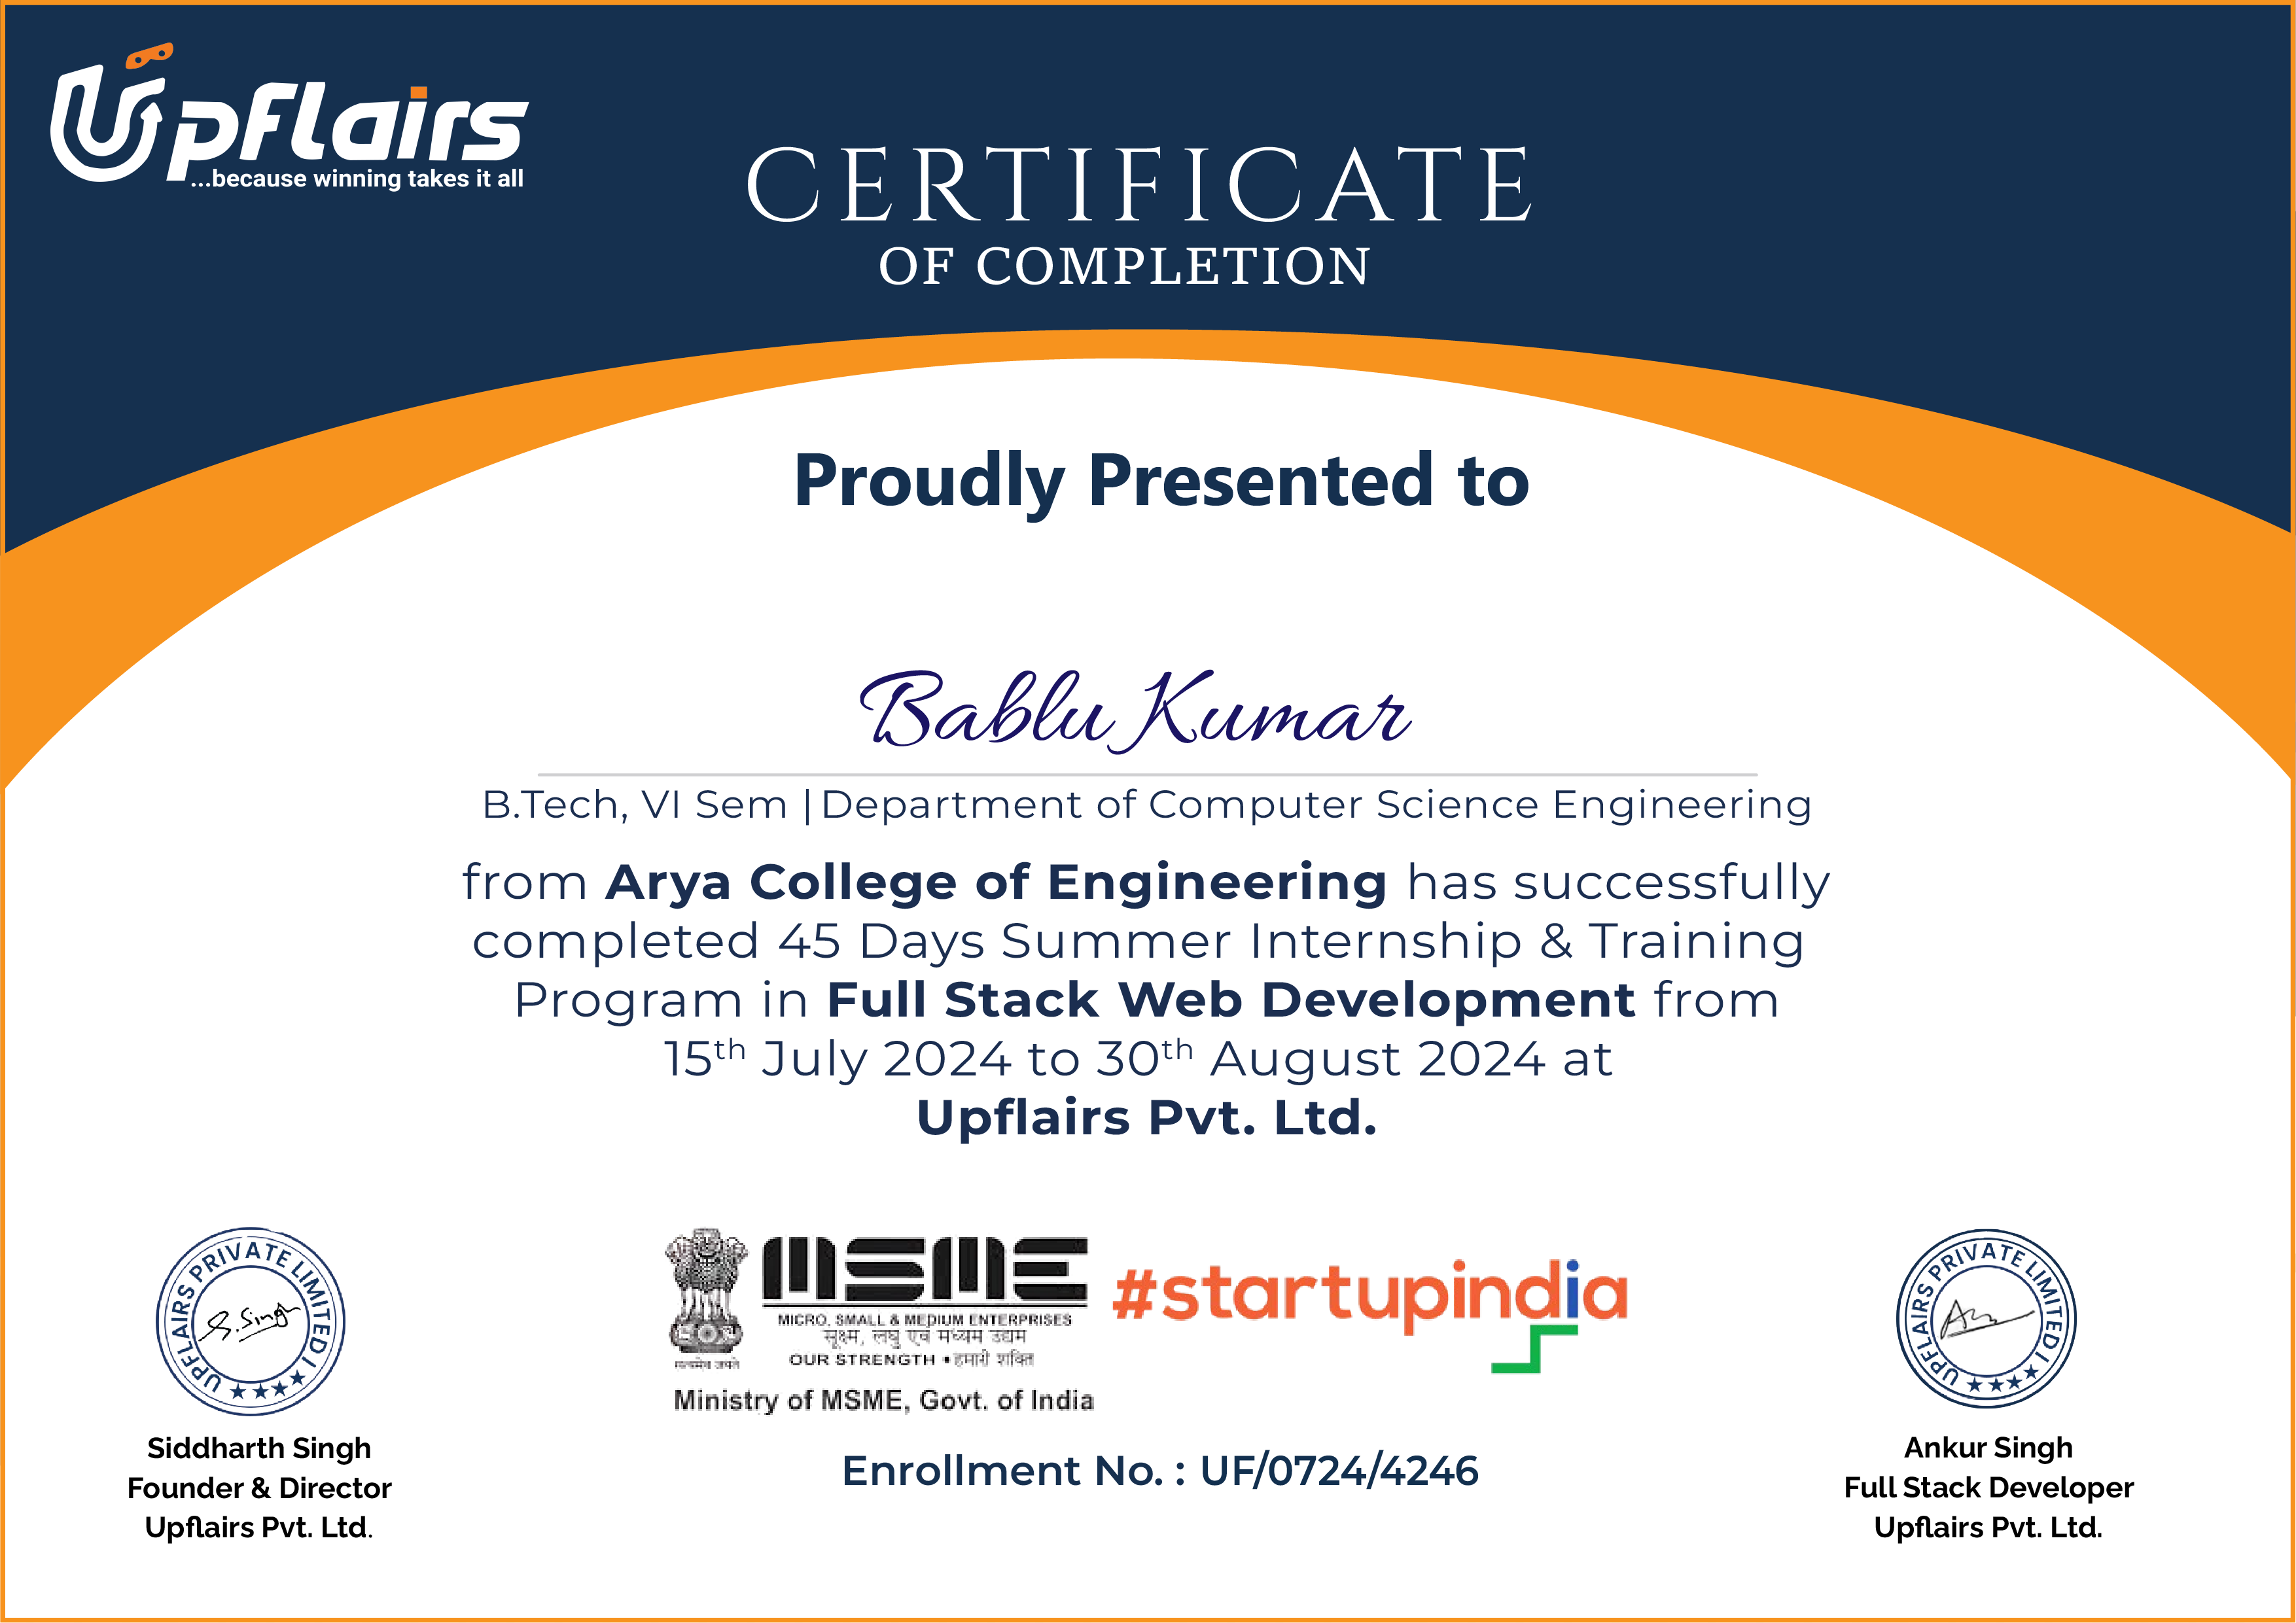 Upflairs
...because winning takes it all
CERTIFICATE
OF COMPLETION
Proudly Presented to
Bablu Kumar
B.Tech, VI Sem | Department of Computer Science Engineering
from Arya College of Engineering has successfully
completed 45 Days Summer Internship & Training
Program in Full Stack Web Development from
15th July 2024 to 30th August 2024 at
Upflairs Pvt. Ltd.
UPFLAIRS PRIVATE LIMITED
S.Singh
सत्यमेव जयते
MSME
MICRO, SMALL & MEDIUM ENTERPRISES
सूक्ष्म, लघु एवं मध्यम उद्यम
OUR STRENGTH • हमारी शक्ति
Ministry of MSME, Govt. of India
#startupindia
UPFLAIRS PRIVATE LIMITED
Siddharth Singh
Founder & Director
Upflairs Pvt. Ltd.
Enrollment No. : UF/0724/4246
Ankur Singh
Full Stack Developer
Upflairs Pvt. Ltd.